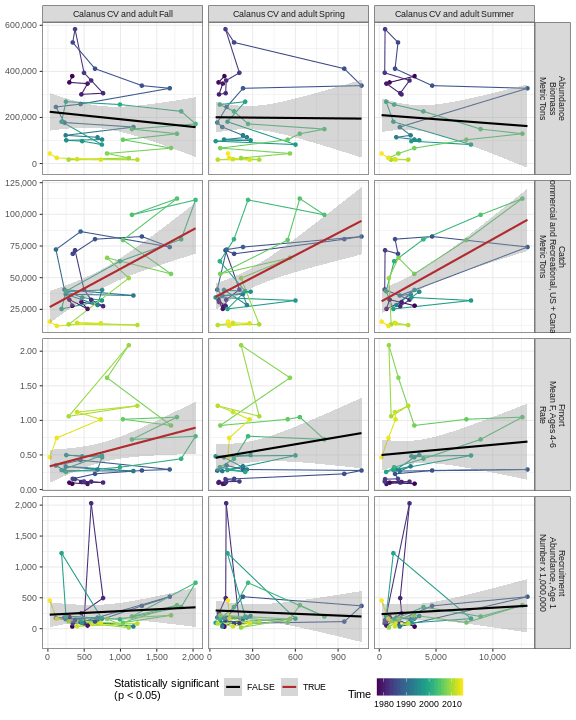 Calanus CV and adult Fall
Calanus CV and adult Spring
Calanus CV and adult Summer
600,000
400,000
200,000
0
Abundance
Biomass
Metric Tons
125,000
100,000
75,000
50,000
25,000
Catch
ommercial and Recreational, US + Cana
Metric Tons
2.00
1.50
1.00
0.50
0.00
Fmort
Mean F, Ages 4-6
Rate
2,000
1,500
1,000
500
0
Recruitment
Abundance, Age 1
Number x 1,000,000
0 500 1,000 1,500 2,000
0 300 600 900
0 5,000 10,000
Statistically significant
(p < 0.05)
FALSE
TRUE
Time
1980 1990 2000 2010